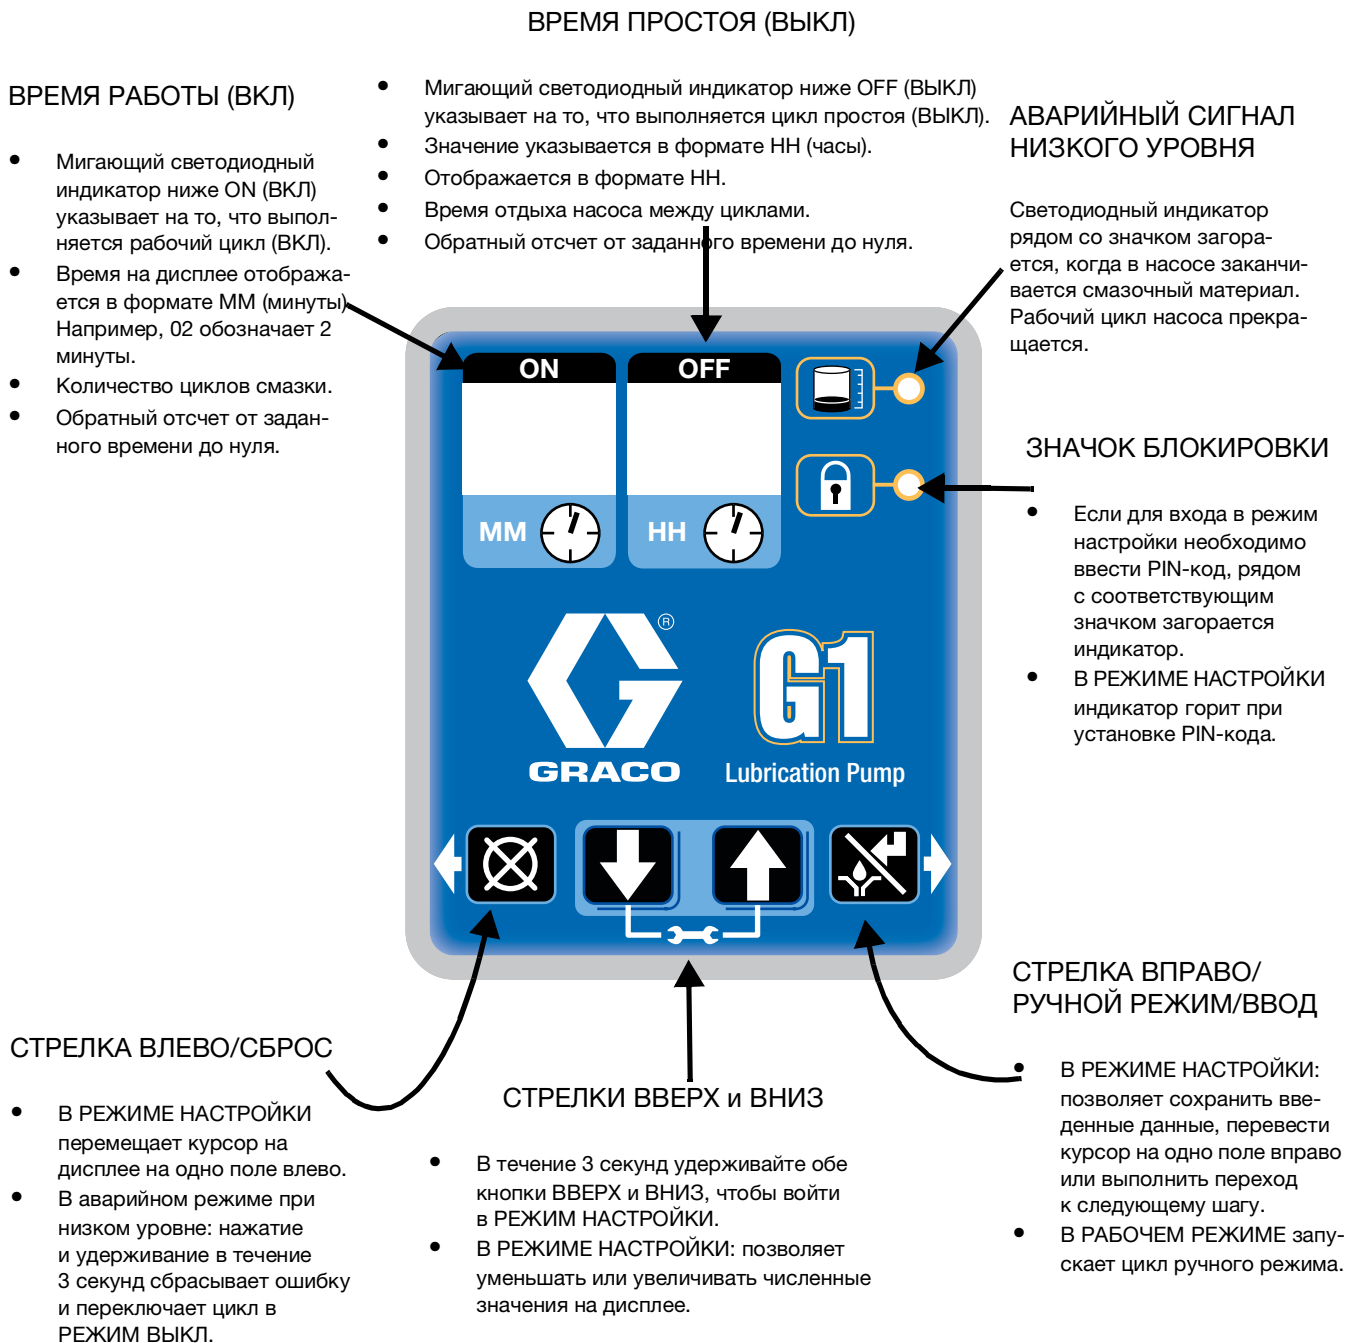 ВРЕМЯ ПРОСТОЯ (ВЫКЛ)
• Мигающий светодиодный индикатор ниже OFF (ВЫКЛ)
указывает на то, что выполняется цикл простоя (ВЫКЛ).
• Значение указывается в формате HH (часы).
• Отображается в формате HH.
• Время отдыха насоса между циклами.
• Обратный отсчет от заданного времени до нуля.
ВРЕМЯ РАБОТЫ (ВКЛ)
• Мигающий светодиодный
индикатор ниже ON (ВКЛ)
указывает на то, что выпол-
няется рабочий цикл (ВКЛ).
• Время на дисплее отобража-
ется в формате MM (минуты)
Например, 02 обозначает 2
минуты.
• Количество циклов смазки.
• Обратный отсчет от задан-
ного времени до нуля.
АВАРИЙНЫЙ СИГНАЛ
НИЗКОГО УРОВНЯ
Светодиодный индикатор
рядом со значком загора-
ется, когда в насосе заканчи-
вается смазочный материал.
Рабочий цикл насоса прекра-
щается.
ЗНАЧОК БЛОКИРОВКИ
• Если для входа в режим
настройки необходимо
ввести PIN-код, рядом
с соответствующим
значком загорается
индикатор.
• В РЕЖИМЕ НАСТРОЙКИ
индикатор горит при
установке PIN-кода.
ON
OFF
MM
HH
®
GRACO
G1
Lubrication Pump
СТРЕЛКА ВЛЕВО/СБРОС
• В РЕЖИМЕ НАСТРОЙКИ
перемещает курсор на
дисплее на одно поле влево.
• В аварийном режиме при
низком уровне: нажатие
и удерживание в течение
3 секунд сбрасывает ошибку
и переключает цикл в
РЕЖИМ ВЫКЛ.
СТРЕЛКИ ВВЕРХ и ВНИЗ
• В течение 3 секунд удерживайте обе
кнопки ВВЕРХ и ВНИЗ, чтобы войти
в РЕЖИМ НАСТРОЙКИ.
• В РЕЖИМЕ НАСТРОЙКИ: позволяет
уменьшать или увеличивать численные
значения на дисплее.
СТРЕЛКА ВПРАВО/
РУЧНОЙ РЕЖИМ/ВВОД
• В РЕЖИМЕ НАСТРОЙКИ:
позволяет сохранить вве-
денные данные, перевести
курсор на одно поле вправо
или выполнить переход
к следующему шагу.
• В РАБОЧЕМ РЕЖИМЕ запу-
скает цикл ручного режима.